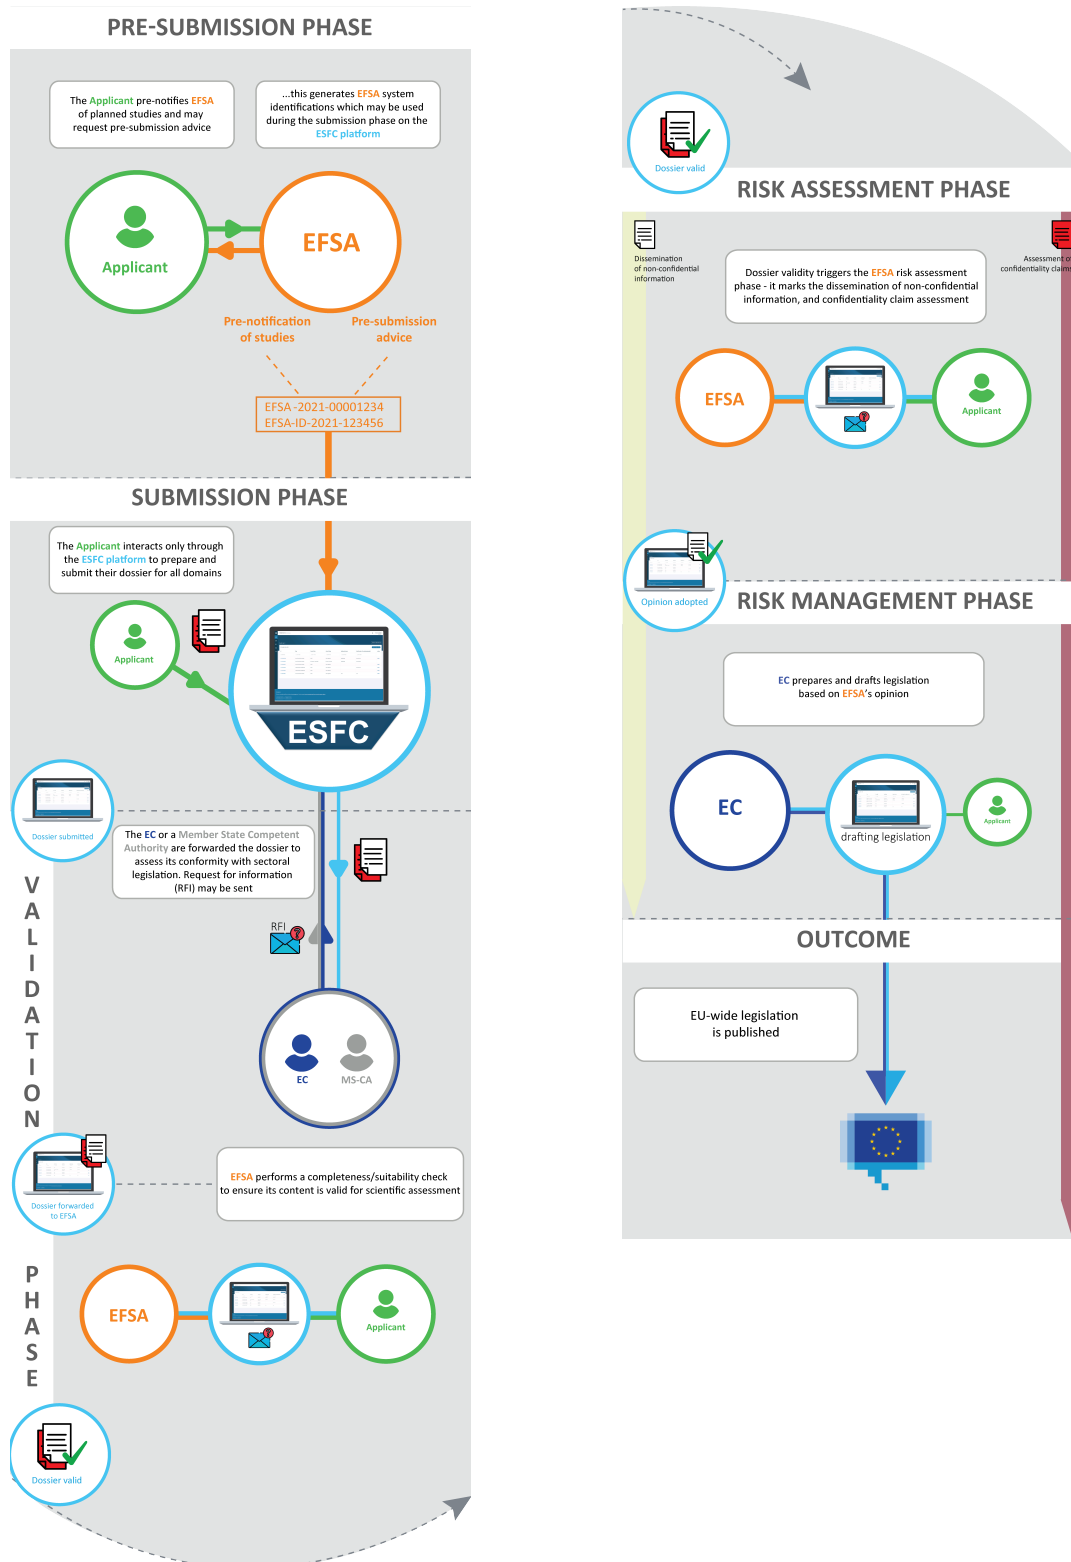 PRE-SUBMISSION PHASE
The Applicant pre-notifies EFSA
of planned studies and may
request pre-submission advice
...this generates EFSA system
identifications which may be used
during the submission phase on the
ESFC platform
Applicant
EFSA
Pre-notification
of studies
Pre-submission
advice
EFSA -2021-00001234
EFSA-ID-2021-123456
SUBMISSION PHASE
The Applicant interacts only through
the ESFC platform to prepare and
submit their dossier for all domains
Applicant
ESFC
Dossier submitted
The EC or a Member State Competent
Authority are forwarded the dossier to
assess its conformity with sectoral
legislation. Request for information
(RFI) may be sent
RFI
EC
MS-CA
VALIDATION
Dossier forwarded
to EFSA
EFSA performs a completeness/suitability check
to ensure its content is valid for scientific assessment
PHASE
EFSA
Applicant
Dossier valid
Dossier valid
RISK ASSESSMENT PHASE
Dissemination
of non-confidential
information
Assessment of
confidentiality claims
Dossier validity triggers the EFSA risk assessment
phase - it marks the dissemination of non-confidential
information, and confidentiality claim assessment
EFSA
Applicant
Opinion adopted
RISK MANAGEMENT PHASE
EC prepares and drafts legislation
based on EFSA's opinion
EC
drafting legislation
Applicant
OUTCOME
EU-wide legislation
is published